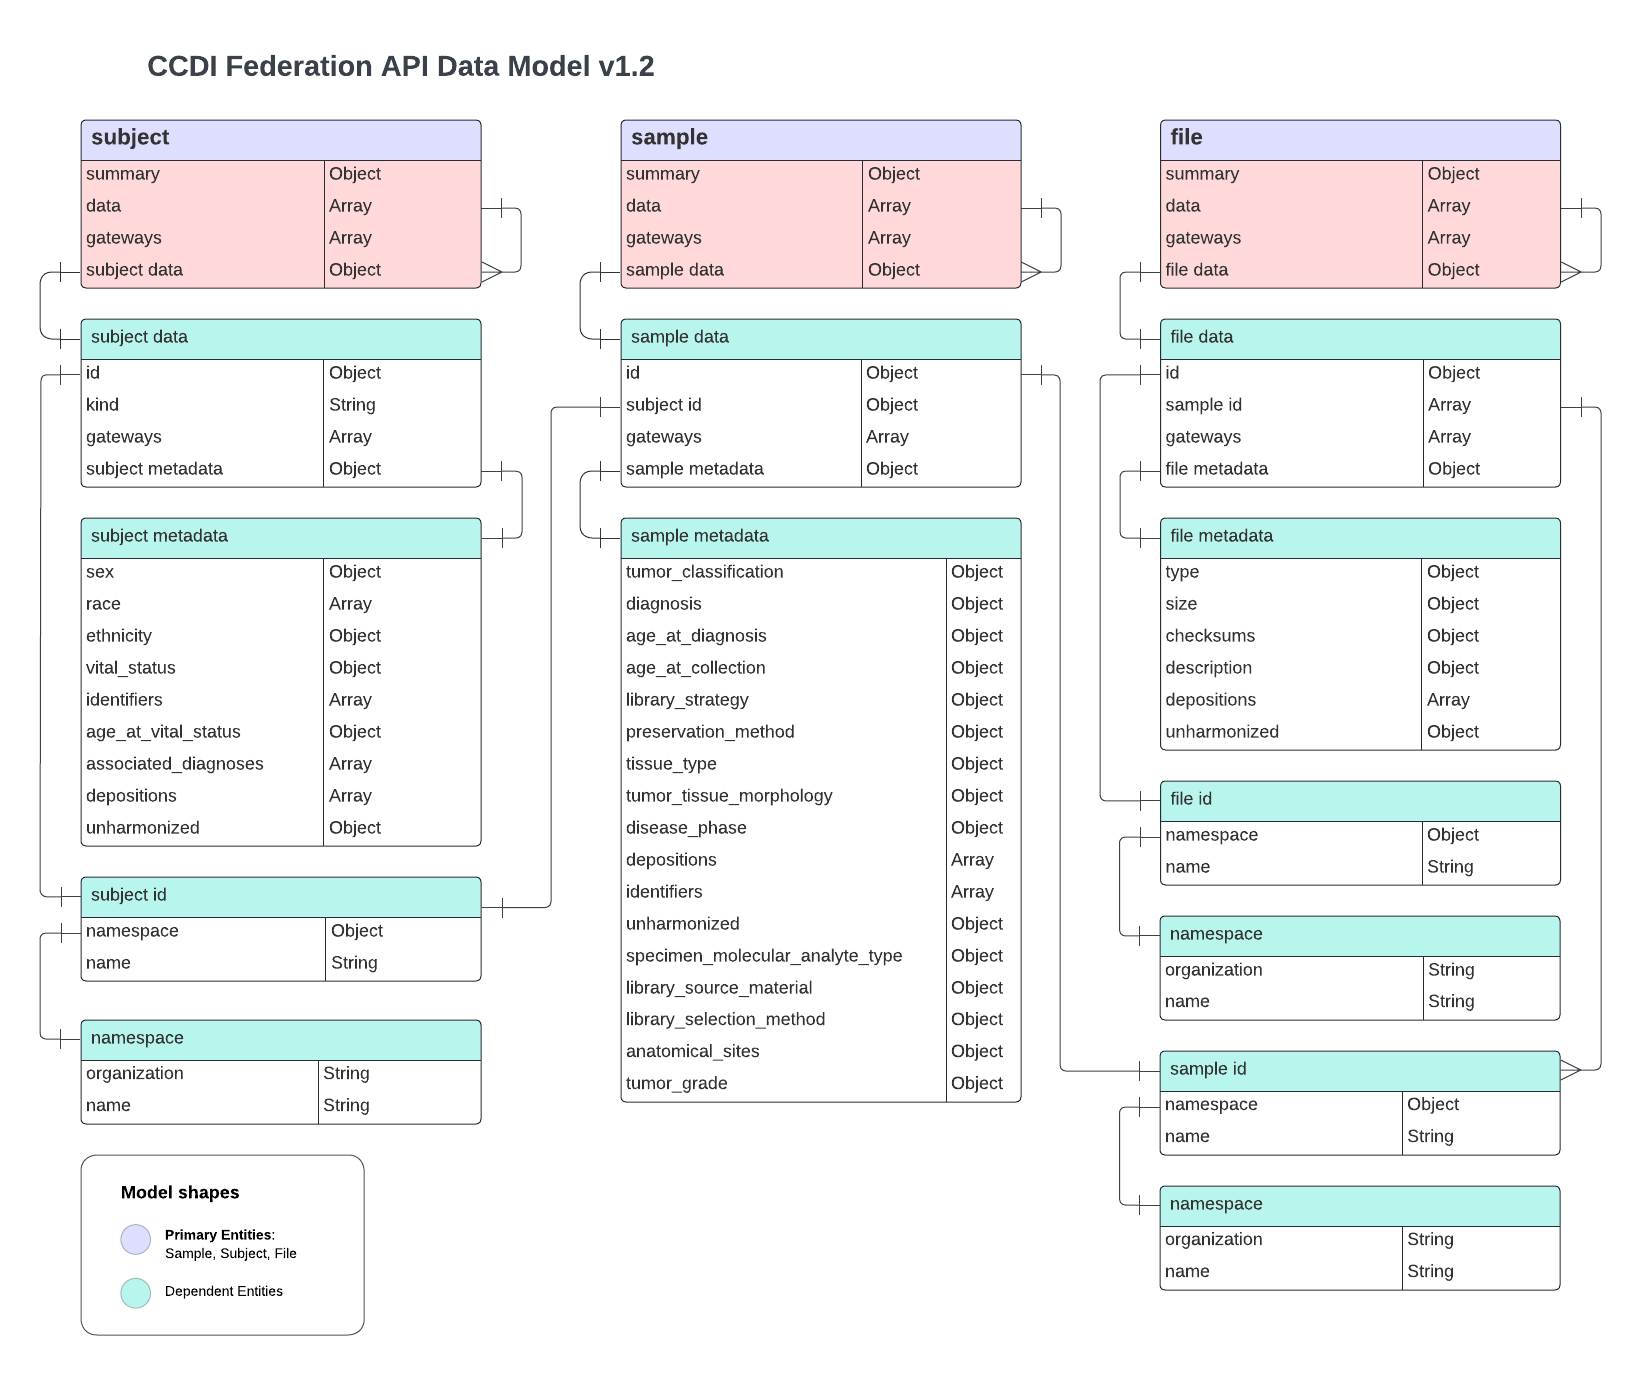 CCDI Federation API Data Model v1.2
subject
summary Object
data Array
gateways Array
subject data Object
subject data
id Object
kind String
gateways Array
subject metadata Object
subject metadata
sex Object
race Array
ethnicity Object
vital_status Object
identifiers Array
age_at_vital_status Object
associated_diagnoses Array
depositions Array
unharmonized Object
subject id
namespace Object
name String
namespace
organization String
name String
sample
summary Object
data Array
gateways Array
sample data Object
sample data
id Object
subject id Object
gateways Array
sample metadata Object
sample metadata
tumor_classification Object
diagnosis Object
age_at_diagnosis Object
age_at_collection Object
library_strategy Object
preservation_method Object
tissue_type Object
tumor_tissue_morphology Object
disease_phase Object
depositions Array
identifiers Array
unharmonized Object
specimen_molecular_analyte_type Object
library_source_material Object
library_selection_method Object
anatomical_sites Object
tumor_grade Object
file
summary Object
data Array
gateways Array
file data Object
file data
id Object
sample id Array
gateways Array
file metadata Object
file metadata
type Object
size Object
checksums Object
description Object
depositions Array
unharmonized Object
file id
namespace Object
name String
namespace
organization String
name String
sample id
namespace Object
name String
namespace
organization String
name String
Model shapes
Primary Entities:
Sample, Subject, File
Dependent Entities